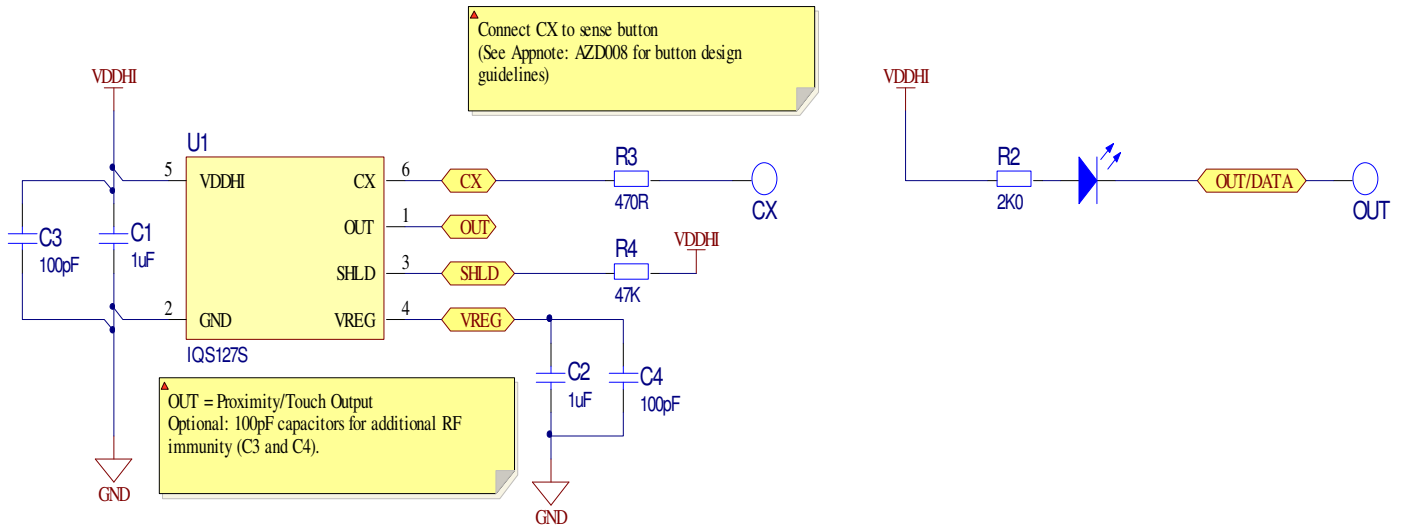 Connect CX to sense button
(See Appnote: AZD008 for button design
guidelines)
VDDHI
VDDHI
U1
5
VDDHI
CX
6
CX
R3
470R
CX
R2
2K0
OUT/DATA
OUT
OUT
1
OUT
C3
100pF
C1
1uF
SHLD
3
SHLD
R4
47K
VDDHI
2
GND
VREG
4
VREG
IQS127S
C2
1uF
C4
100pF
OUT = Proximity/Touch Output
Optional: 100pF capacitors for additional RF
immunity (C3 and C4).
GND
GND